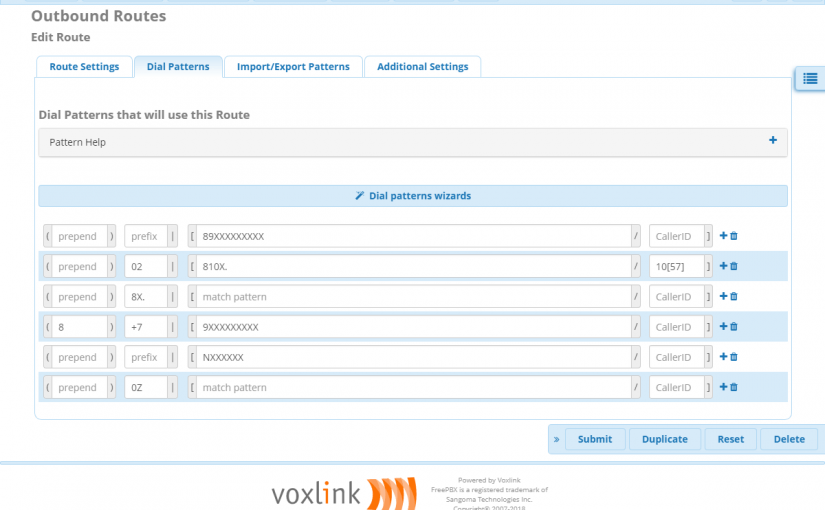 Outbound Routes
Edit Route
Route Settings Dial Patterns Import/Export Patterns Additional Settings
Dial Patterns that will use this Route
Pattern Help +
Dial patterns wizards
( prepend ) prefix | [ 89XXXXXXXXX / CallerID ] +
( prepend ) 02 | [ 810X. / 10[57] ] +
( prepend ) 8X. | [ match pattern / CallerID ] +
( 8 ) +7 | [ 9XXXXXXXXX / CallerID ] +
( prepend ) prefix | [ NXXXXXX / CallerID ] +
( prepend ) 0Z | [ match pattern / CallerID ] +
» Submit Duplicate Reset Delete
voxlink
Powered by Voxlink
FreePBX is a registered trademark of
Sangoma Technologies Inc.
Copyright© 2007-2018